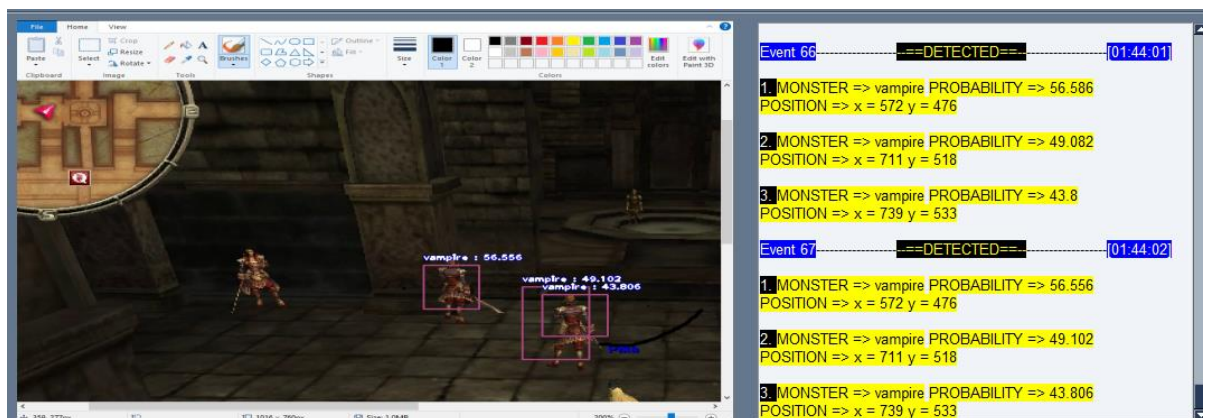 File Home View
Paste
Select
Crop
Resize
Rotate
A
Brushes
Outline
Fill
Size
Color
1
Color
2
Edit
colors
Edit with
Paint 3D
Clipboard Image Tools Shapes Colors
vampire : 56.556
vampire : 49.102
vampire : 43.806
200%
Event 66----------------------==DETECTED==----------------------[01:44:01]
1. MONSTER => vampire PROBABILITY => 56.586
POSITION => x = 572 y = 476
2. MONSTER => vampire PROBABILITY => 49.082
POSITION => x = 711 y = 518
3. MONSTER => vampire PROBABILITY => 43.8
POSITION => x = 739 y = 533
Event 67----------------------==DETECTED==----------------------[01:44:02]
1. MONSTER => vampire PROBABILITY => 56.556
POSITION => x = 572 y = 476
2. MONSTER => vampire PROBABILITY => 49.102
POSITION => x = 711 y = 518
3. MONSTER => vampire PROBABILITY => 43.806
POSITION => x = 739 y = 533